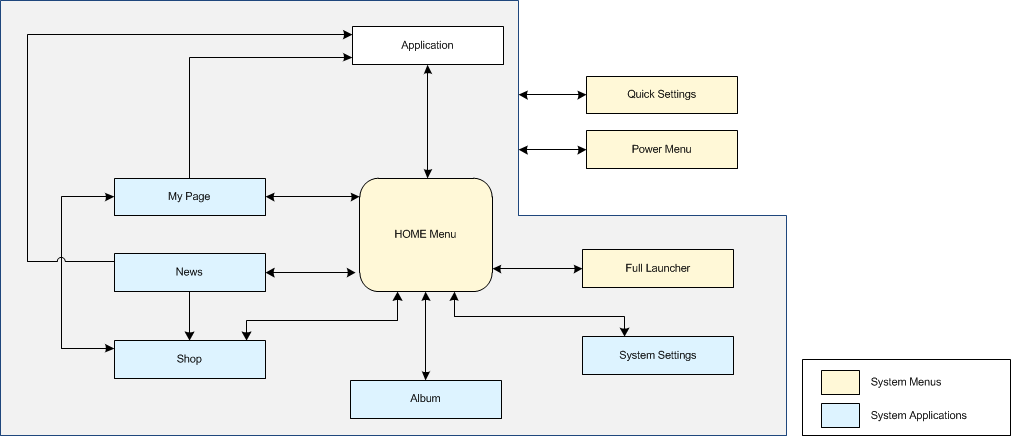 Application
Quick Settings
Power Menu
My Page
HOME Menu
News
Full Launcher
Shop
System Settings
Album
System Menus
System Applications